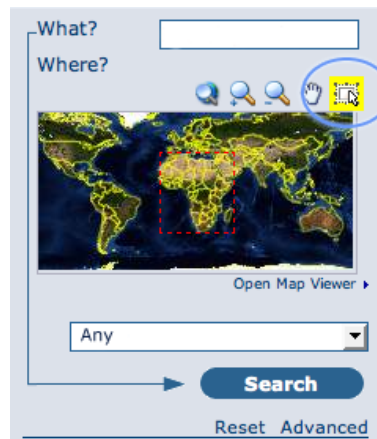 What?
Where?
Open Map Viewer
Any
Search
Reset Advanced